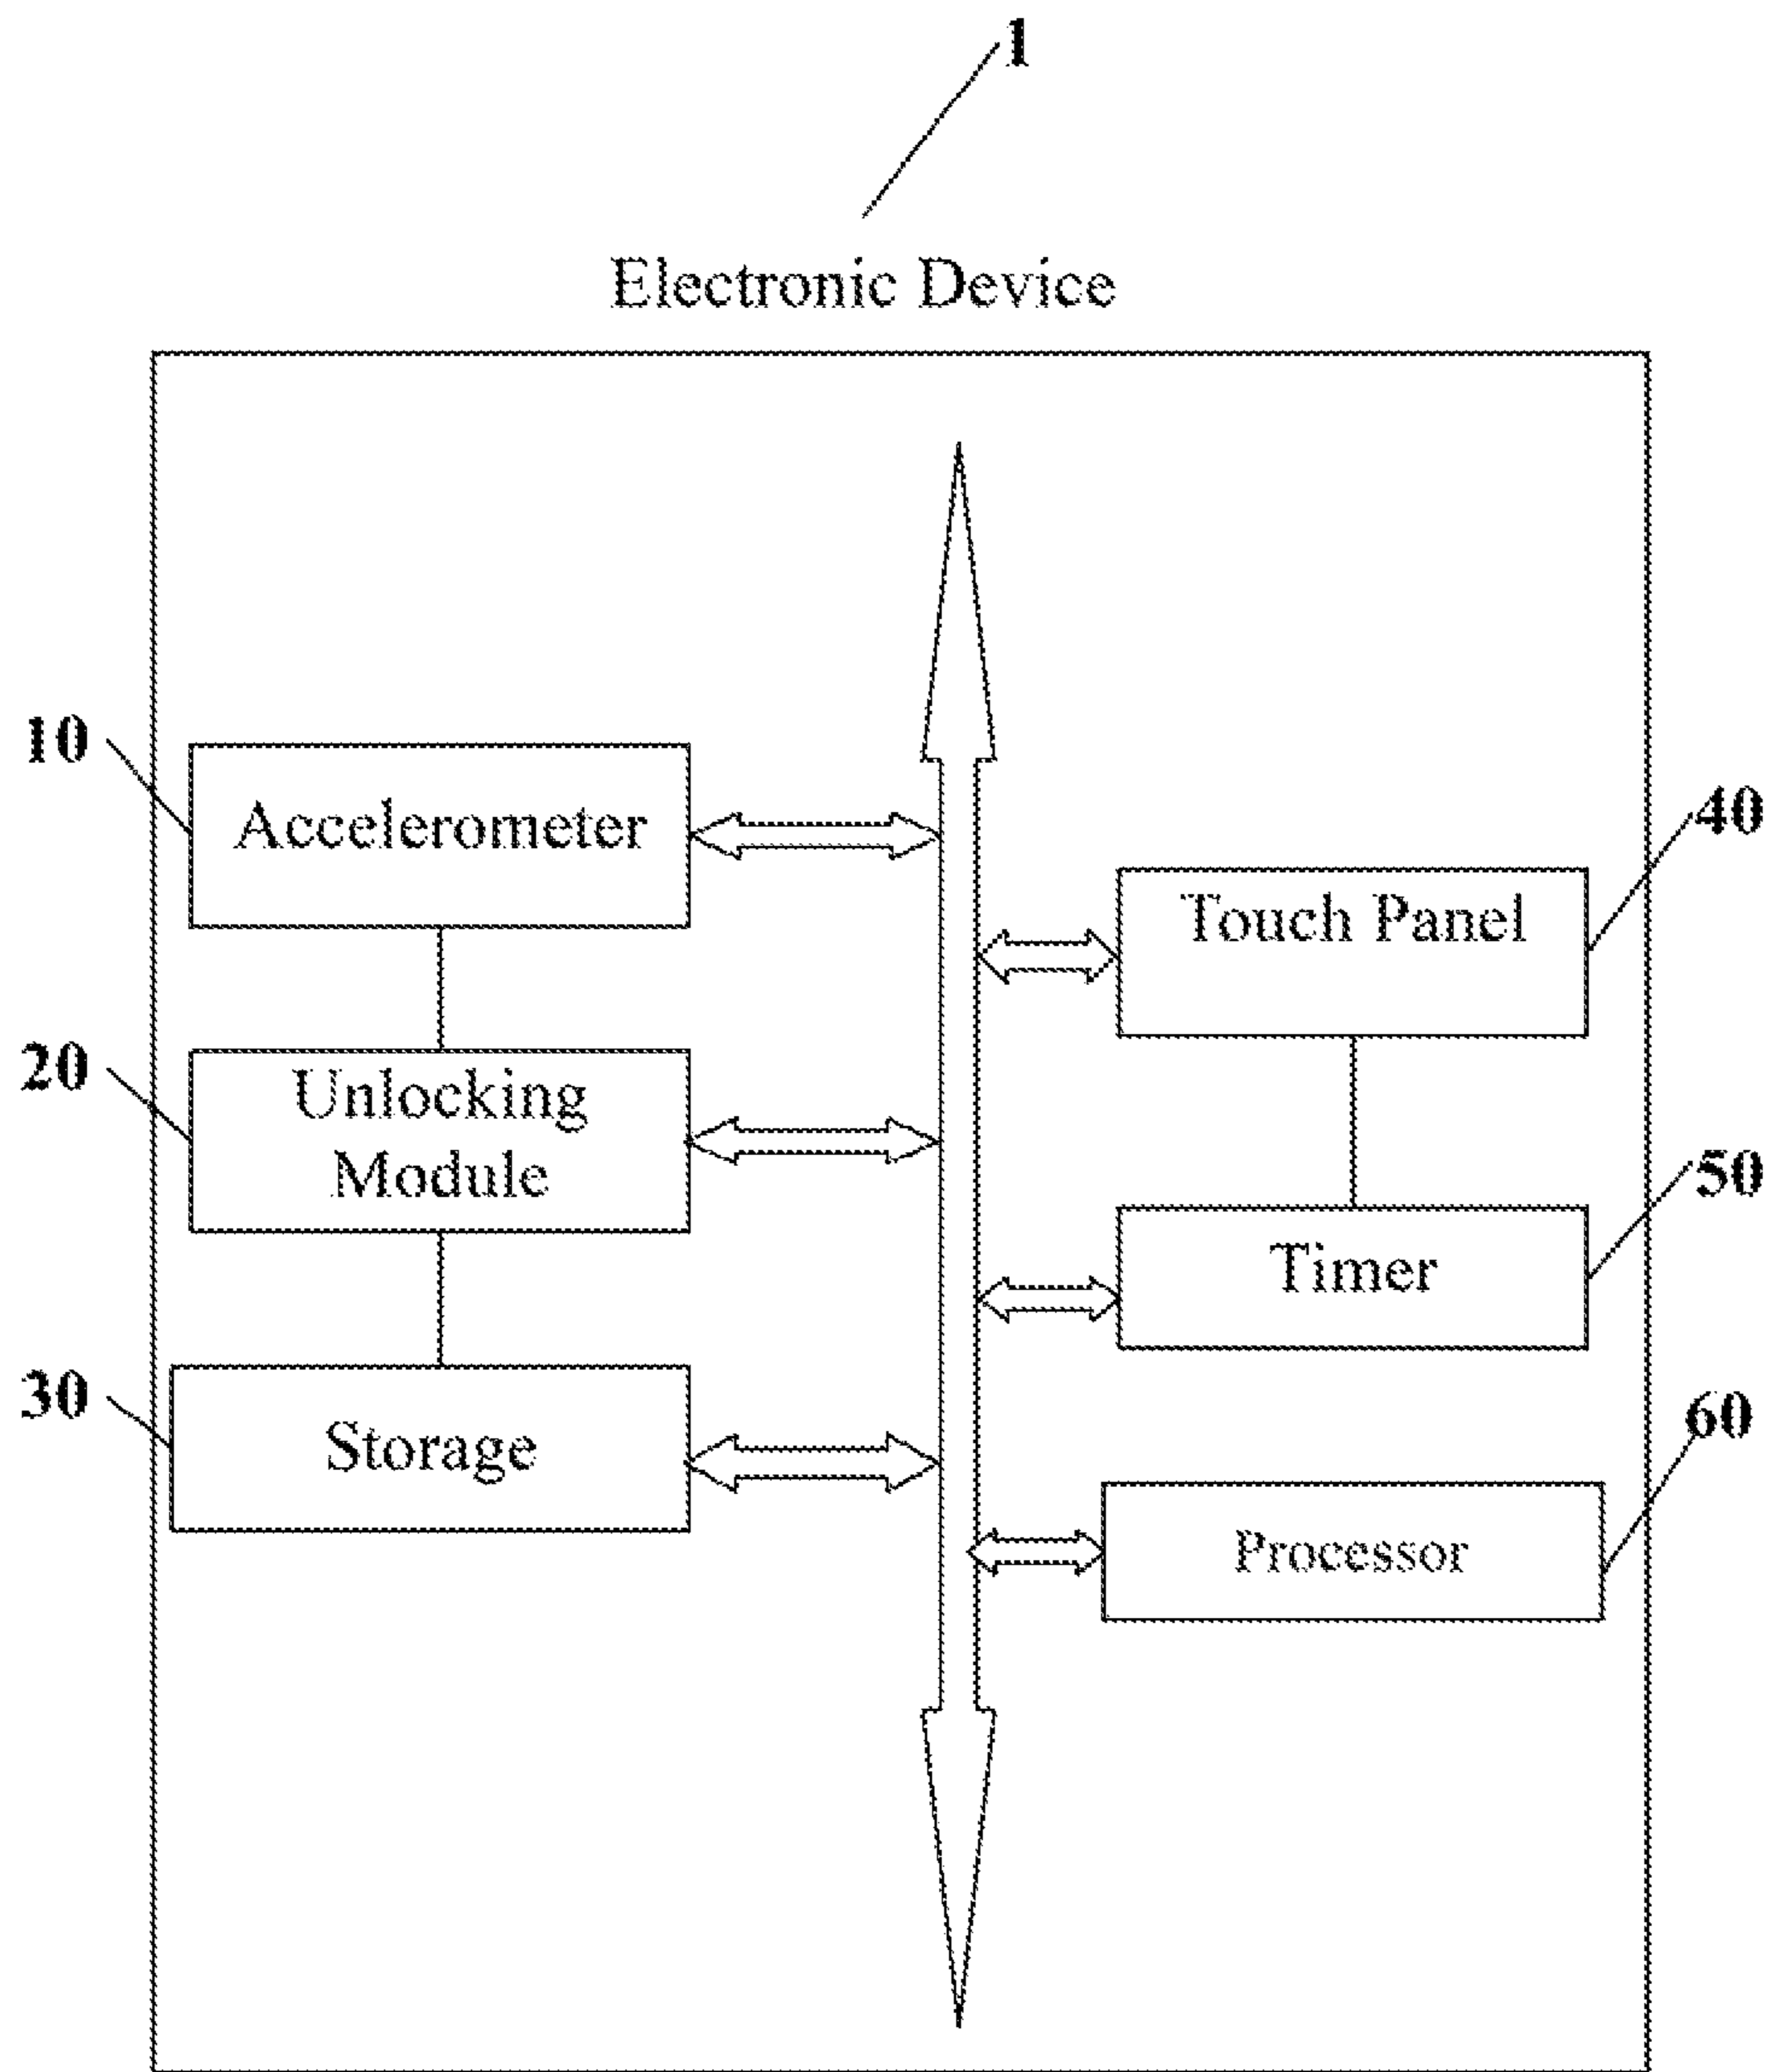 1
Electronic Device
10
Accelerometer
40
Touch Panel
20
Unlocking
Module
50
Timer
30
Storage
60
Processor